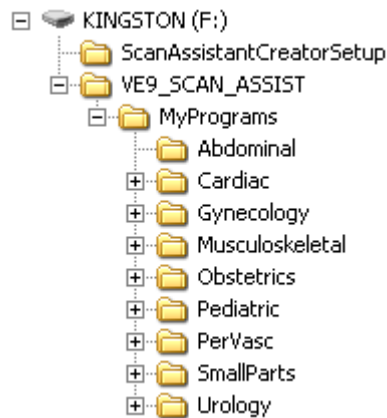 KINGSTON (F:)
ScanAssistantCreatorSetup
VE9_SCAN_ASSIST
MyPrograms
Abdominal
Cardiac
Gynecology
Musculoskeletal
Obstetrics
Pediatric
PerVasc
SmallParts
Urology